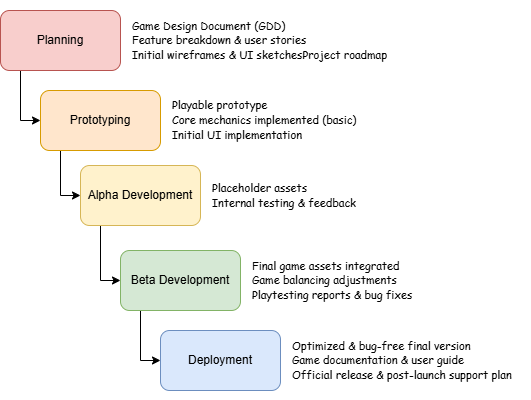 Planning
Game Design Document (GDD)
Feature breakdown & user stories
Initial wireframes & UI sketchesProject roadmap
Prototyping
Playable prototype
Core mechanics implemented (basic)
Initial UI implementation
Alpha Development
Placeholder assets
Internal testing & feedback
Beta Development
Final game assets integrated
Game balancing adjustments
Playtesting reports & bug fixes
Deployment
Optimized & bug-free final version
Game documentation & user guide
Official release & post-launch support plan